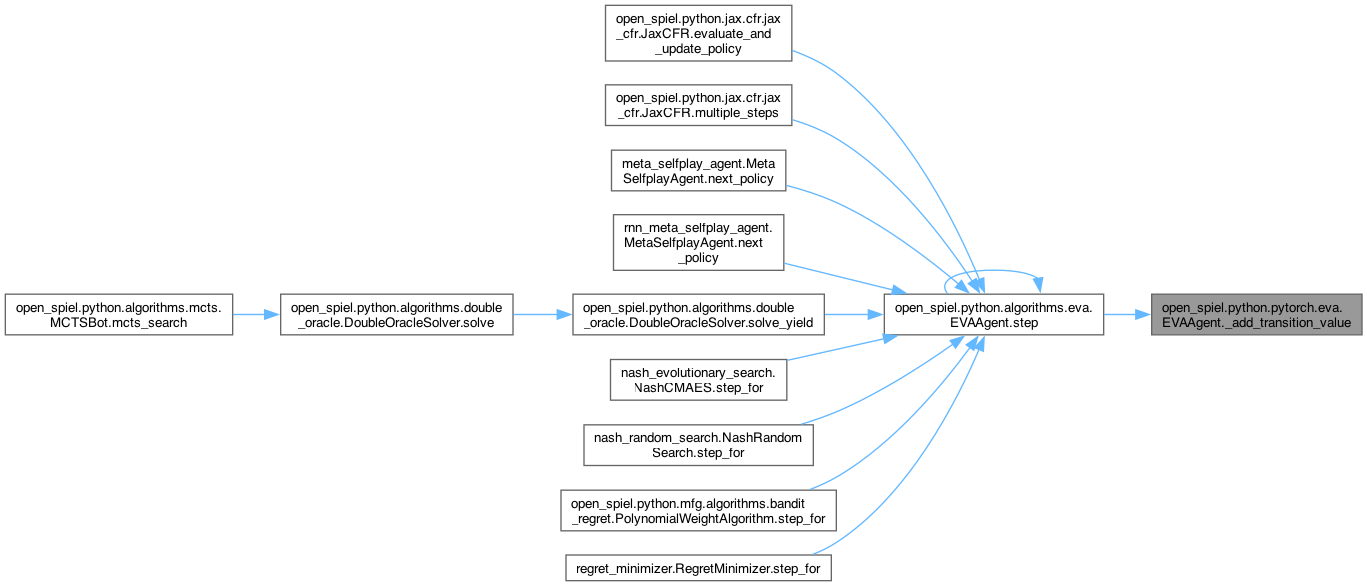 open_spiel.python.jax.cfr.jax
_cfr.JaxCFR.evaluate_and
_update_policy
open_spiel.python.jax.cfr.jax
_cfr.JaxCFR.multiple_steps
meta_selfplay_agent.Meta
SelfplayAgent.next_policy
rnn_meta_selfplay_agent.
MetaSelfplayAgent.next
_policy
open_spiel.python.algorithms.mcts.
MCTSBot.mcts_search
open_spiel.python.algorithms.double
_oracle.DoubleOracleSolver.solve
open_spiel.python.algorithms.double
_oracle.DoubleOracleSolver.solve_yield
open_spiel.python.algorithms.eva.
EVAAgent.step
open_spiel.python.pytorch.eva.
EVAAgent._add_transition_value
nash_evolutionary_search.
NashCMAES.step_for
nash_random_search.NashRandom
Search.step_for
open_spiel.python.mfg.algorithms.bandit
_regret.PolynomialWeightAlgorithm.step_for
regret_minimizer.RegretMinimizer.step_for